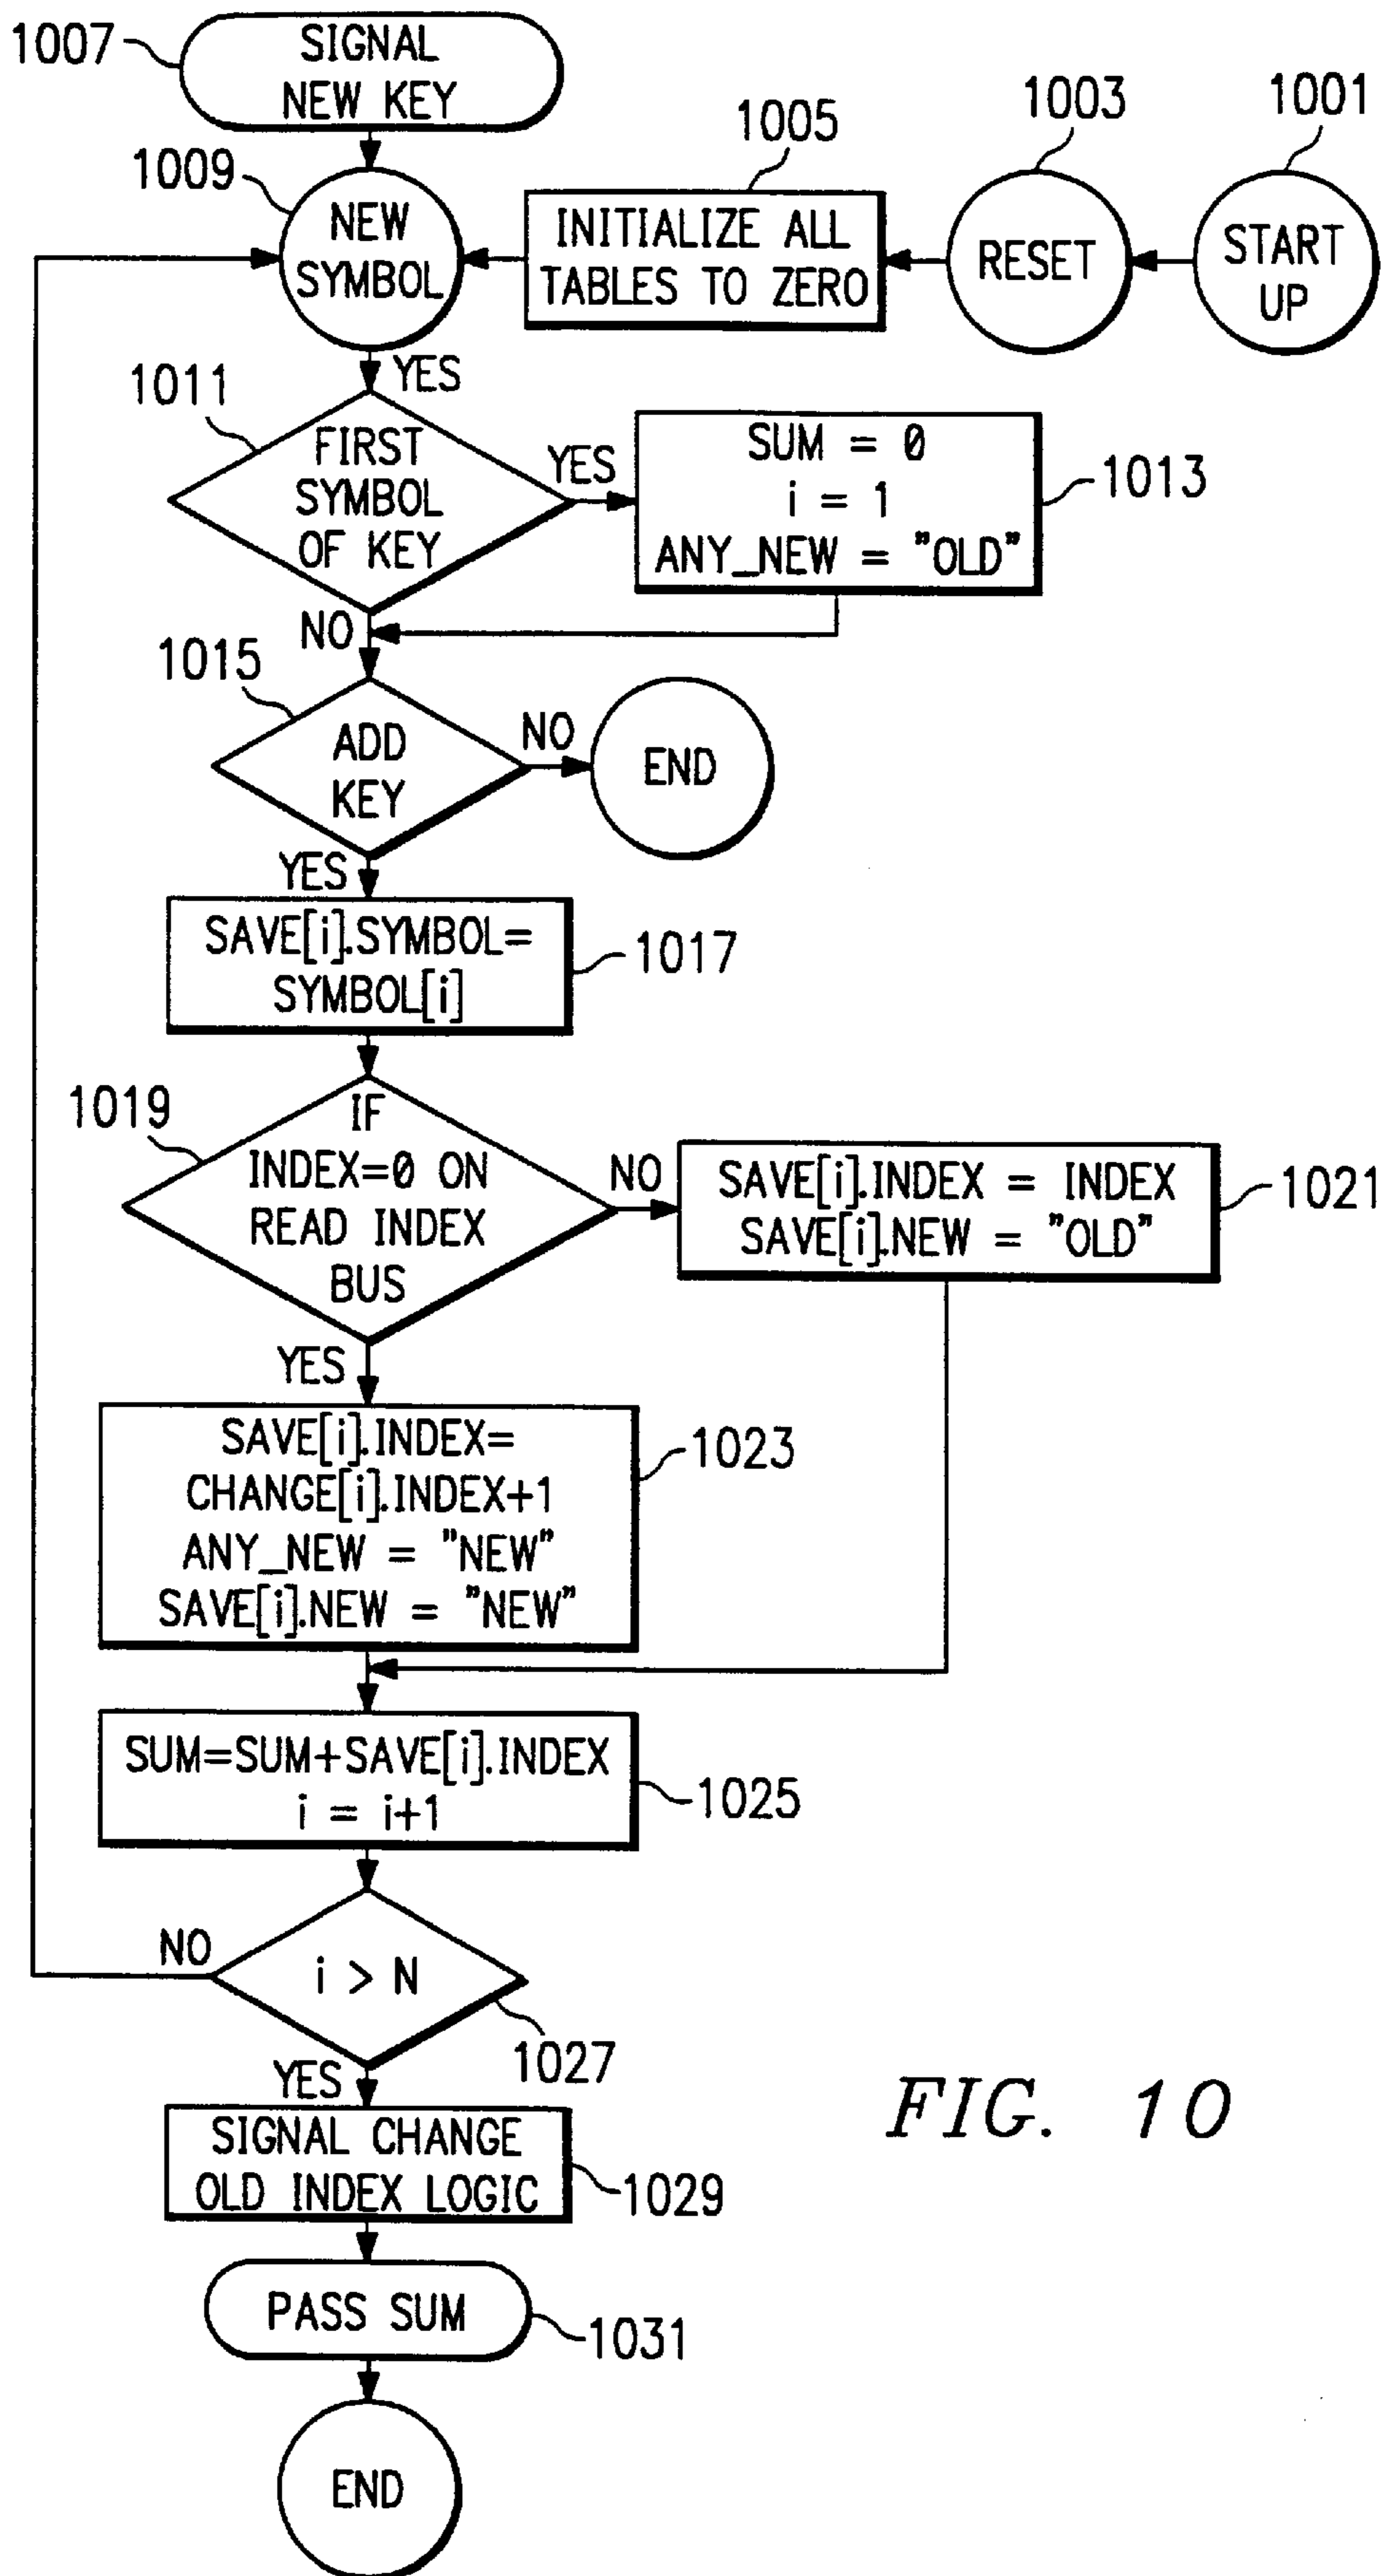 1007
SIGNAL
NEW KEY
1005
1003
1001
1009
NEW
SYMBOL
INITIALIZE ALL
TABLES TO ZERO
RESET
START
UP
YES
1011
FIRST
SYMBOL
OF KEY
YES
SUM = 0
i = 1
ANY_NEW = "OLD"
1013
NO
1015
ADD
KEY
NO
END
YES
SAVE[i].SYMBOL=
SYMBOL[i]
1017
1019
IF
INDEX=0 ON
READ INDEX
BUS
NO
SAVE[i].INDEX = INDEX
SAVE[i].NEW = "OLD"
1021
YES
SAVE[i].INDEX=
CHANGE[i].INDEX+1
ANY_NEW = "NEW"
SAVE[i].NEW = "NEW"
1023
SUM=SUM+SAVE[i].INDEX
i = i+1
1025
NO
i > N
1027
YES
SIGNAL CHANGE
OLD INDEX LOGIC
1029
PASS SUM
1031
END
FIG. 10